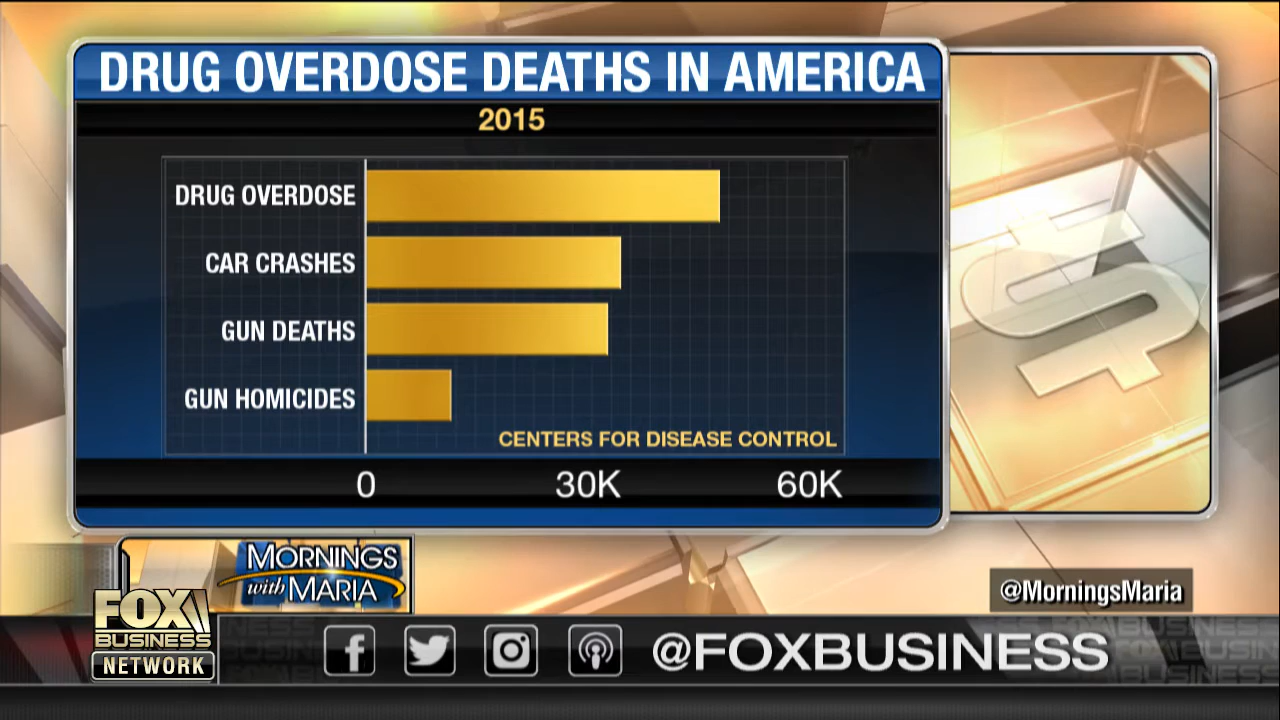 DRUG OVERDOSE DEATHS IN AMERICA
2015
DRUG OVERDOSE
CAR CRASHES
GUN DEATHS
GUN HOMICIDES
CENTERS FOR DISEASE CONTROL
0 30K 60K
MORNINGS
with MARIA
@MorningsMaria
FOX
BUSINESS
NETWORK
@FOXBUSINESS